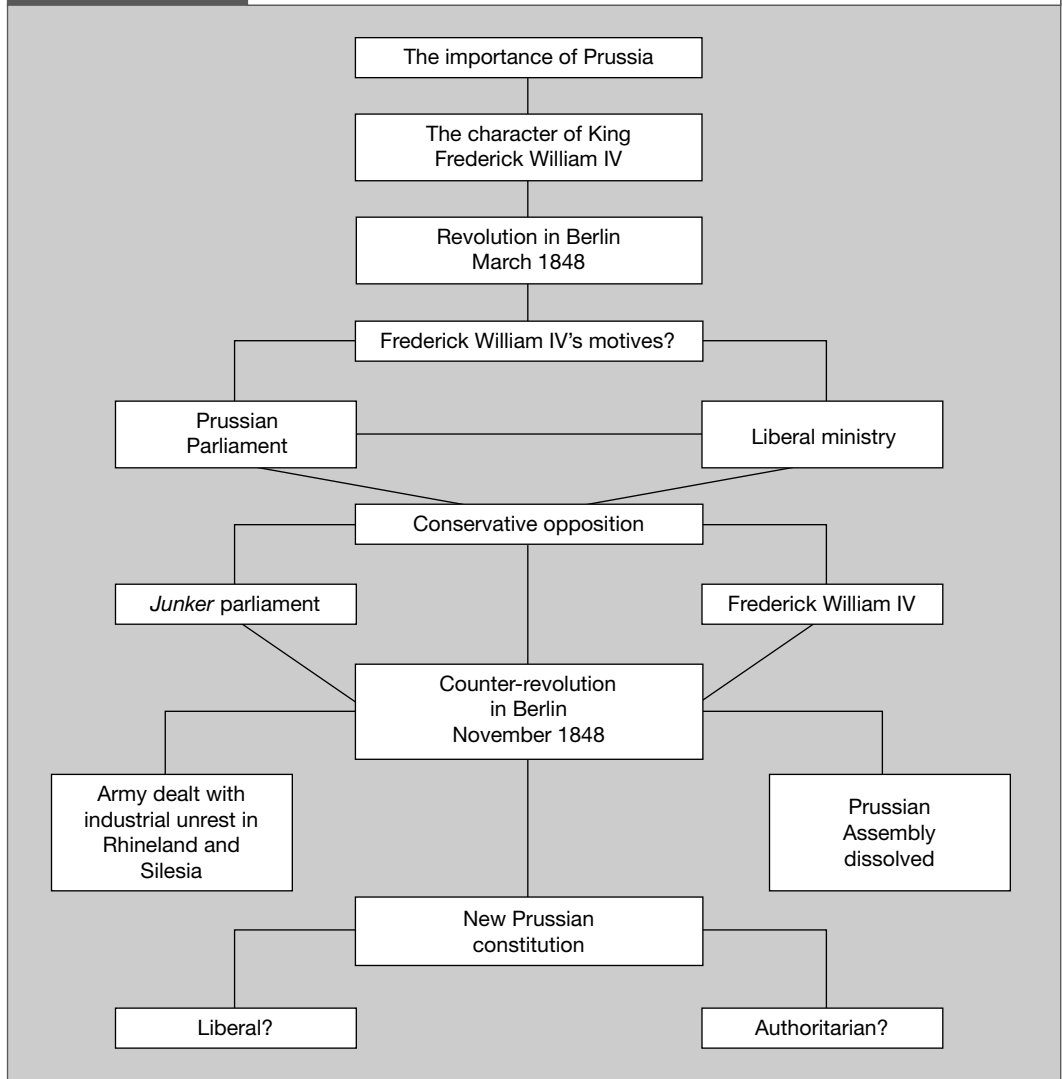 The importance of Prussia
The character of King
Frederick William IV
Revolution in Berlin
March 1848
Frederick William IV's motives?
Prussian
Parliament
Liberal ministry
Conservative opposition
Junker parliament
Frederick William IV
Counter-revolution
in Berlin
November 1848
Army dealt with
industrial unrest in
Rhineland and
Silesia
Prussian
Assembly
dissolved
New Prussian
constitution
Liberal?
Authoritarian?